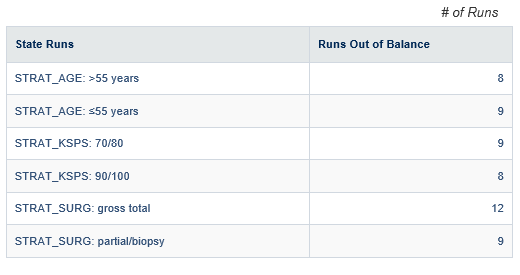 # of Runs
State Runs Runs Out of Balance
STRAT_AGE: >55 years 8
STRAT_AGE: ≤55 years 9
STRAT_KSPS: 70/80 9
STRAT_KSPS: 90/100 8
STRAT_SURG: gross total 12
STRAT_SURG: partial/biopsy 9